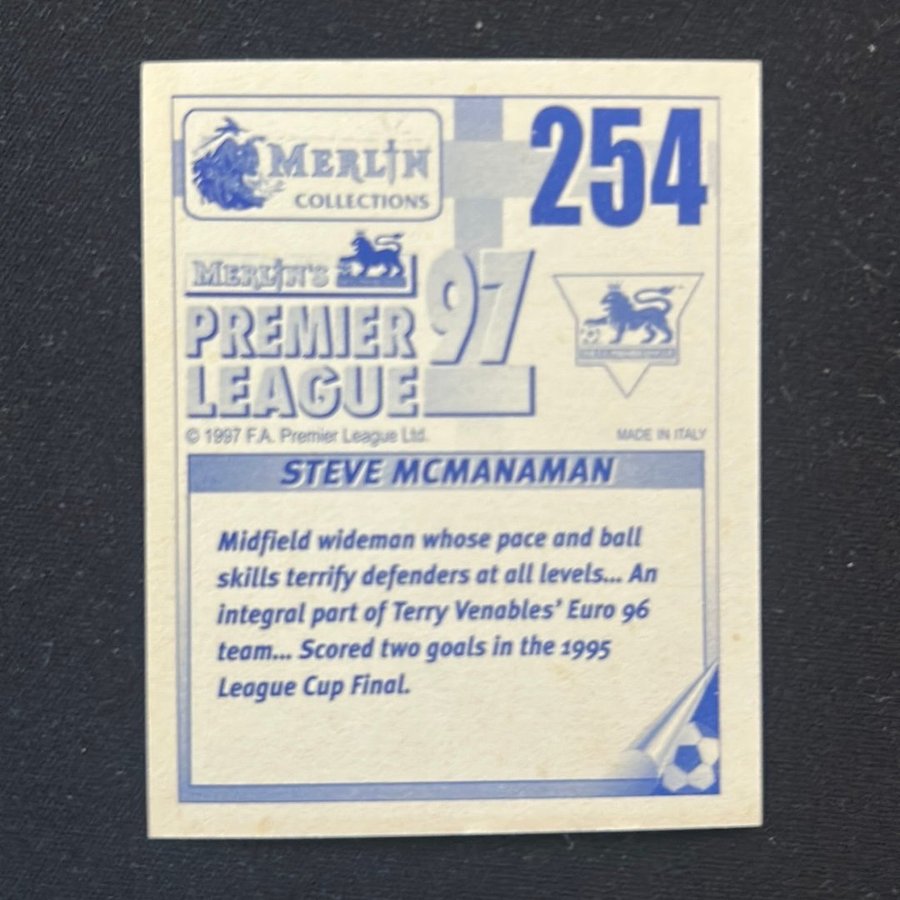 MERLIN
COLLECTIONS
254
MERLIN'S
PREMIER
LEAGUE
97
© 1997 F.A. Premier League Ltd.
MADE IN ITALY
STEVE MCMANAMAN
Midfield wideman whose pace and ball
skills terrify defenders at all levels... An
integral part of Terry Venables' Euro 96
team... Scored two goals in the 1995
League Cup Final.